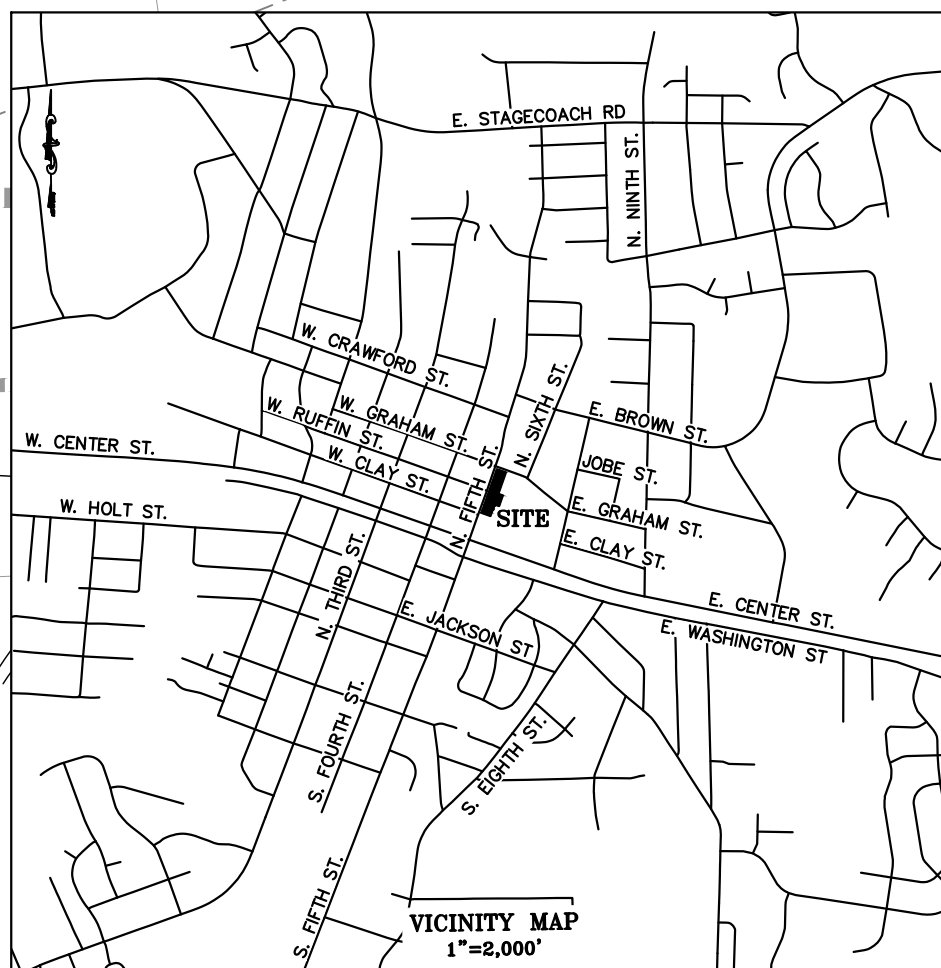 E. STAGECOACH RD
N. NINTH ST.
W. CRAWFORD ST.
N. SIXTH ST.
W. GRAHAM ST.
W. RUFFIN ST.
E. BROWN ST.
W. CENTER ST.
W. CLAY ST.
N. FIFTH ST.
JOBE ST.
W. HOLT ST.
SITE
E. GRAHAM ST.
E. CLAY ST.
N. THIRD ST.
E. JACKSON ST
E. CENTER ST.
E. WASHINGTON ST
S. FOURTH ST.
S. EIGHTH ST.
S. FIFTH ST.
VICINITY MAP
1"=2,000'